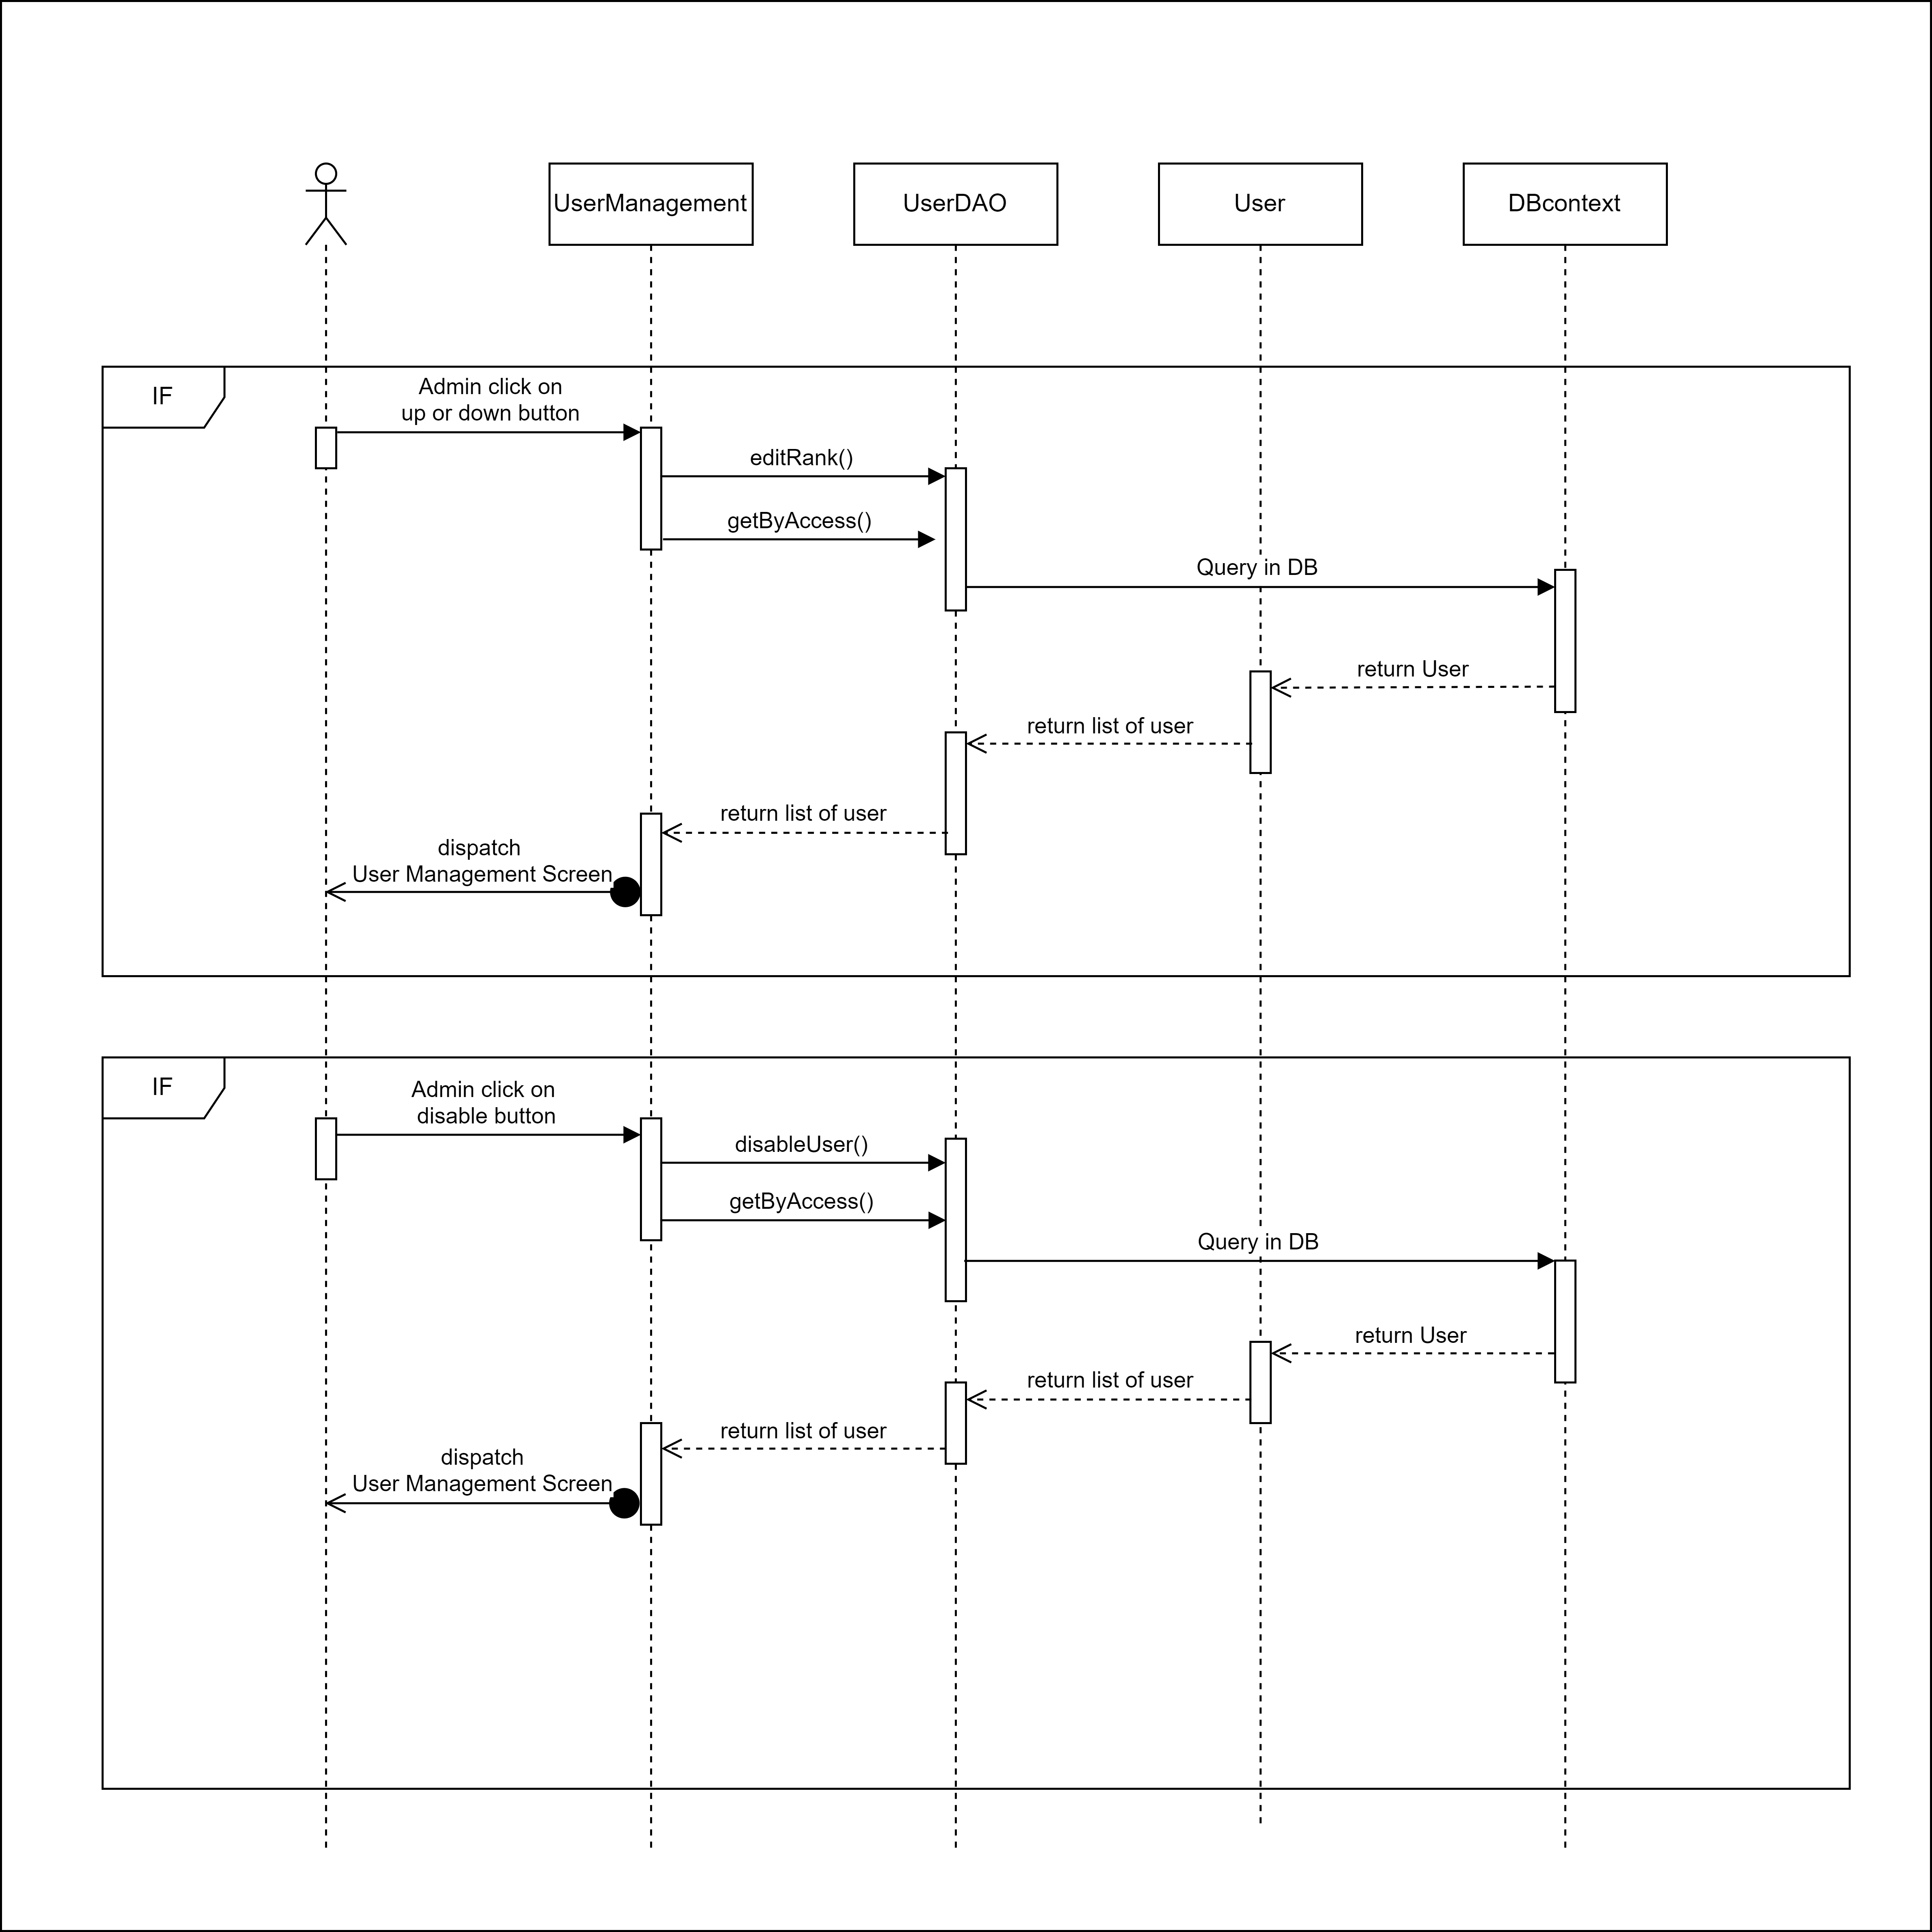 UserManagement
UserDAO
User
DBcontext
IF
Admin click on
up or down button
editRank()
getByAccess()
Query in DB
return User
return list of user
return list of user
dispatch
User Management Screen
IF
Admin click on
disable button
disableUser()
getByAccess()
Query in DB
return User
return list of user
return list of user
dispatch
User Management Screen